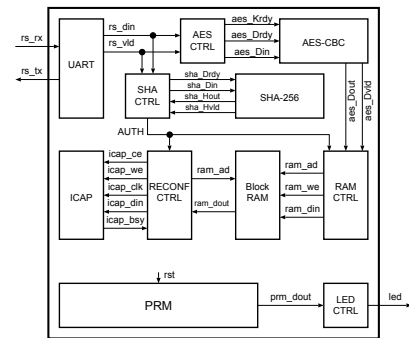 rs_rx
rs_tx
UART
rs_din
rs_vld
AES
CTRL
aes_Krdy
aes_Drdy
aes_Din
AES-CBC
SHA
CTRL
sha_Drdy
sha_Din
sha_Hout
sha_Hvld
SHA-256
aes_Dout
aes_Dvld
AUTH
ICAP
icap_ce
icap_we
icap_clk
icap_din
icap_bsy
RECONF
CTRL
ram_ad
ram_dout
Block
RAM
ram_ad
ram_we
ram_din
RAM
CTRL
rst
PRM
prm_dout
LED
CTRL
led